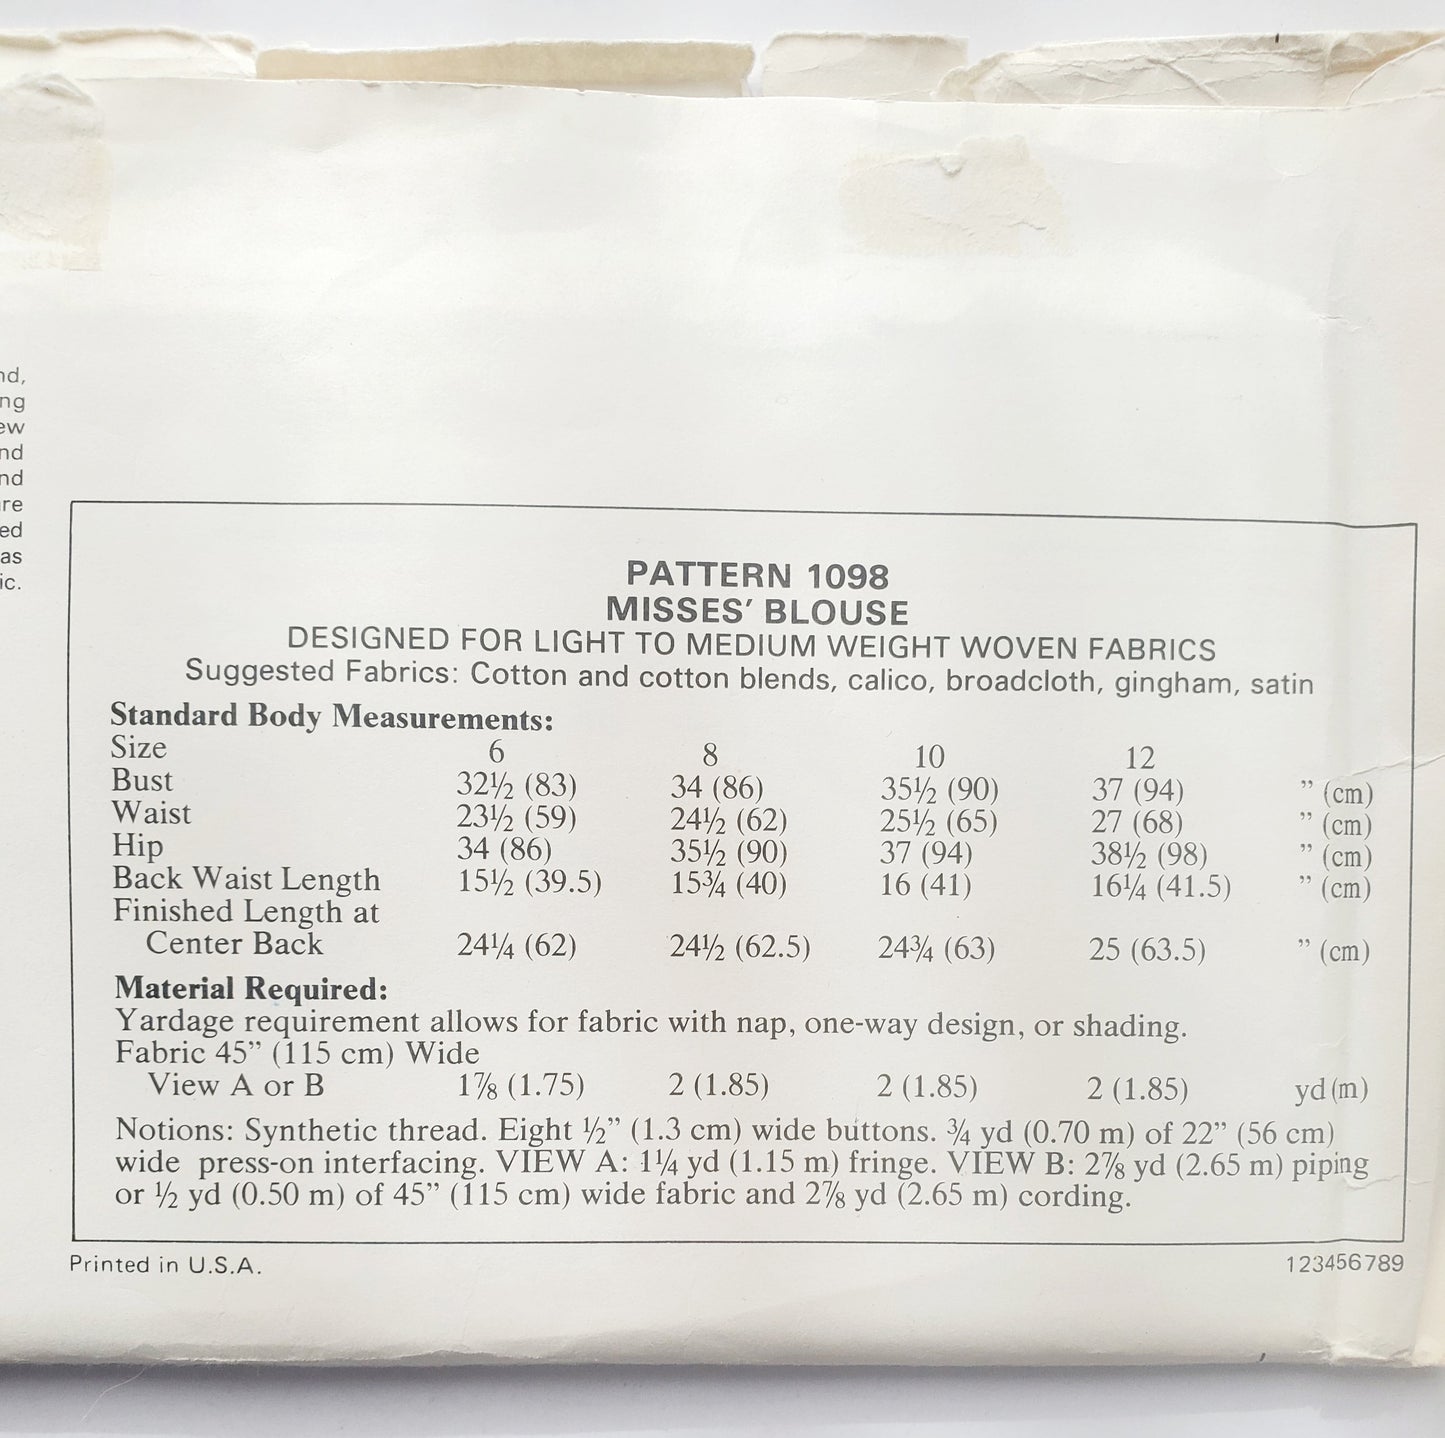 nd,
ng
ew
nd
nd
re
ed
as
ic.
PATTERN 1098
MISSES' BLOUSE
DESIGNED FOR LIGHT TO MEDIUM WEIGHT WOVEN FABRICS
Suggested Fabrics: Cotton and cotton blends, calico, broadcloth, gingham, satin
Standard Body Measurements:
Size 6 8 10 12
Bust 32½ (83) 34 (86) 35½ (90) 37 (94) ” (cm)
Waist 23½ (59) 24½ (62) 25½ (65) 27 (68) ” (cm)
Hip 34 (86) 35½ (90) 37 (94) 38½ (98) ” (cm)
Back Waist Length 15½ (39.5) 15¾ (40) 16 (41) 16¼ (41.5) ” (cm)
Finished Length at
Center Back 24¼ (62) 24½ (62.5) 24¾ (63) 25 (63.5) ” (cm)
Material Required:
Yardage requirement allows for fabric with nap, one-way design, or shading.
Fabric 45” (115 cm) Wide
View A or B 1⅞ (1.75) 2 (1.85) 2 (1.85) 2 (1.85) yd (m)
Notions: Synthetic thread. Eight ½” (1.3 cm) wide buttons. ¾ yd (0.70 m) of 22” (56 cm)
wide press-on interfacing. VIEW A: 1¼ yd (1.15 m) fringe. VIEW B: 2⅞ yd (2.65 m) piping
or ½ yd (0.50 m) of 45” (115 cm) wide fabric and 2⅞ yd (2.65 m) cording.
Printed in U.S.A. 123456789